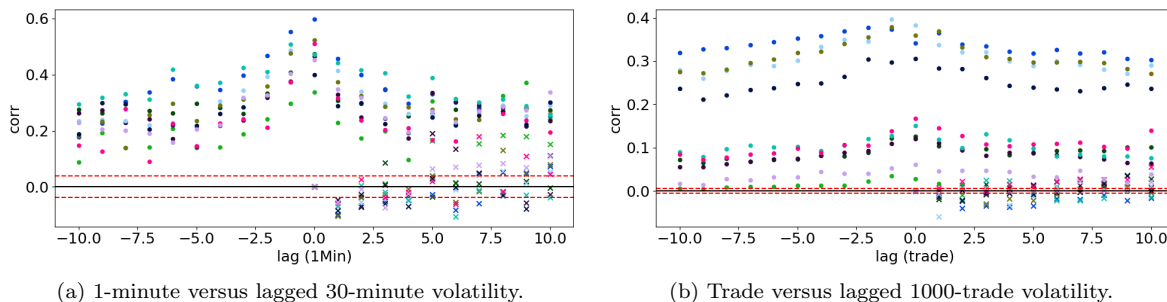 0.6
0.4
0.2
0.0
corr
−10.0 −7.5 −5.0 −2.5 0.0 2.5 5.0 7.5 10.0
lag (1Min)
(a) 1-minute versus lagged 30-minute volatility.
0.4
0.3
0.2
0.1
0.0
corr
−10.0 −7.5 −5.0 −2.5 0.0 2.5 5.0 7.5 10.0
lag (trade)
(b) Trade versus lagged 1000-trade volatility.